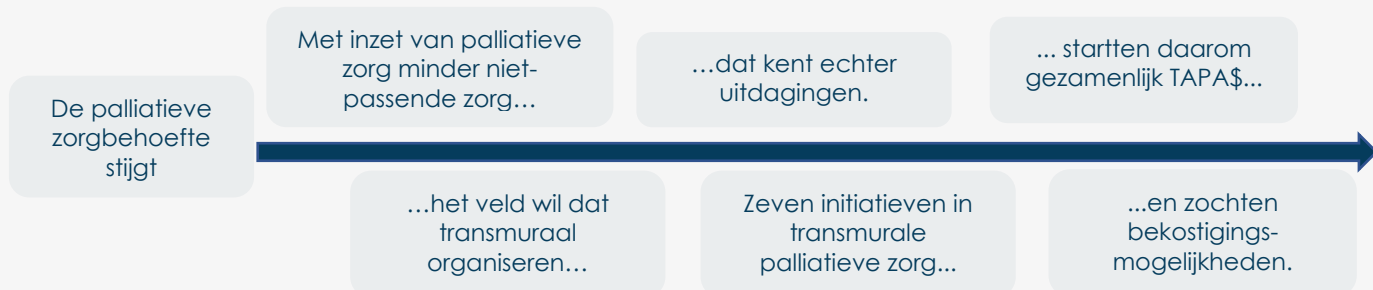 De palliatieve
zorgbehoefte
stijgt
Met inzet van palliatieve
zorg minder niet-
passende zorg…
…het veld wil dat
transmuraal
organiseren…
…dat kent echter
uitdagingen.
Zeven initiatieven in
transmurale
palliatieve zorg...
... startten daarom
gezamenlijk TAPA$...
...en zochten
bekostigings-
mogelijkheden.